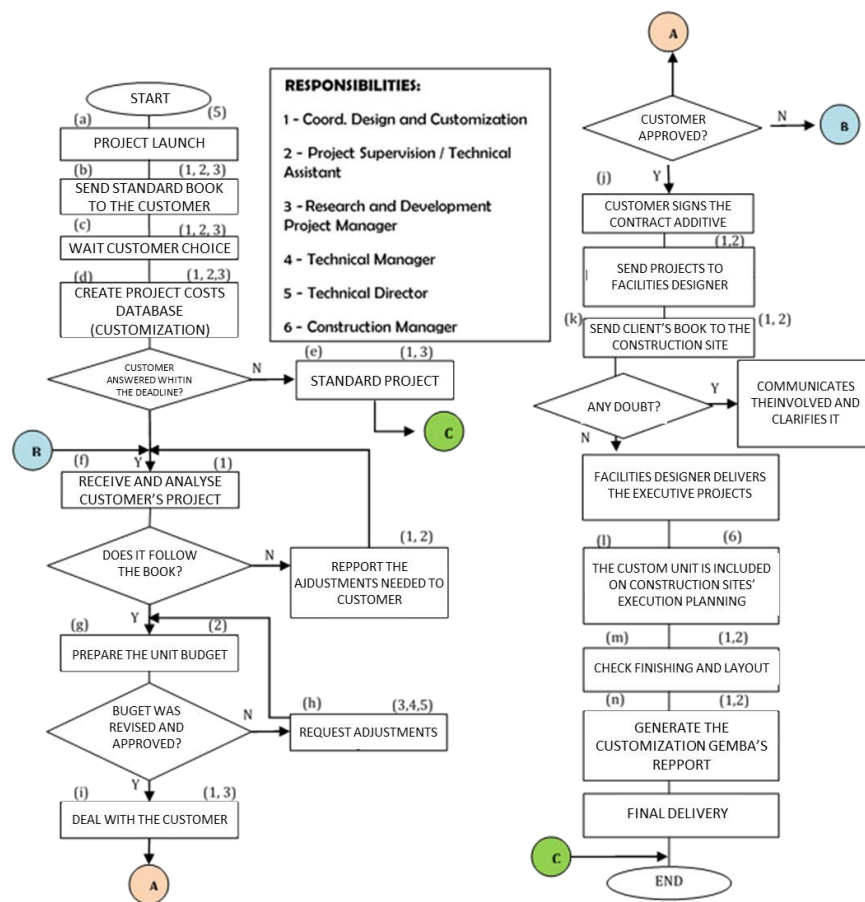 START
(5)
(a)
PROJECT LAUNCH
(b)
(1, 2, 3)
SEND STANDARD BOOK
TO THE CUSTOMER
(c)
(1, 2, 3)
WAIT CUSTOMER CHOICE
(d)
(1, 2,3)
CREATE PROJECT COSTS
DATABASE
(CUSTOMIZATION)
CUSTOMER
ANSWERED WHITIN
THE DEADLINE?
N
(e)
(1, 3)
STANDARD PROJECT
C
B
Y
(f)
(1)
RECEIVE AND ANALYSE
CUSTOMER'S PROJECT
DOES IT FOLLOW
THE BOOK?
N
(1, 2)
REPPORT THE
AJDUSTMENTS NEEDED TO
CUSTOMER
Y
(g)
(2)
PREPARE THE UNIT BUDGET
BUGET WAS
REVISED AND
APPROVED?
N
(h)
(3,4,5)
REQUEST ADJUSTMENTS
Y
(i)
(1, 3)
DEAL WITH THE CUSTOMER
A
RESPONSIBILITIES:
1 - Coord. Design and Customization
2 - Project Supervision / Technical
Assistant
3 - Research and Development
Project Manager
4 - Technical Manager
5 - Technical Director
6 - Construction Manager
A
CUSTOMER
APPROVED?
N
B
Y
(j)
CUSTOMER SIGNS THE
CONTRACT ADDITIVE
(1,2)
SEND PROJECTS TO
FACILITIES DESIGNER
(k)
(1, 2)
SEND CLIENT'S BOOK TO THE
CONSTRUCTION SITE
ANY DOUBT?
Y
COMMUNICATES
THEINVOLVED AND
CLARIFIES IT
N
FACILITIES DESIGNER DELIVERS
THE EXECUTIVE PROJECTS
(l)
(6)
THE CUSTOM UNIT IS INCLUDED
ON CONSTRUCTION SITES'
EXECUTION PLANNING
(m)
(1,2)
CHECK FINISHING AND LAYOUT
(n)
(1,2)
GENERATE THE
CUSTOMIZATION GEMBA'S
REPPORT
FINAL DELIVERY
C
END